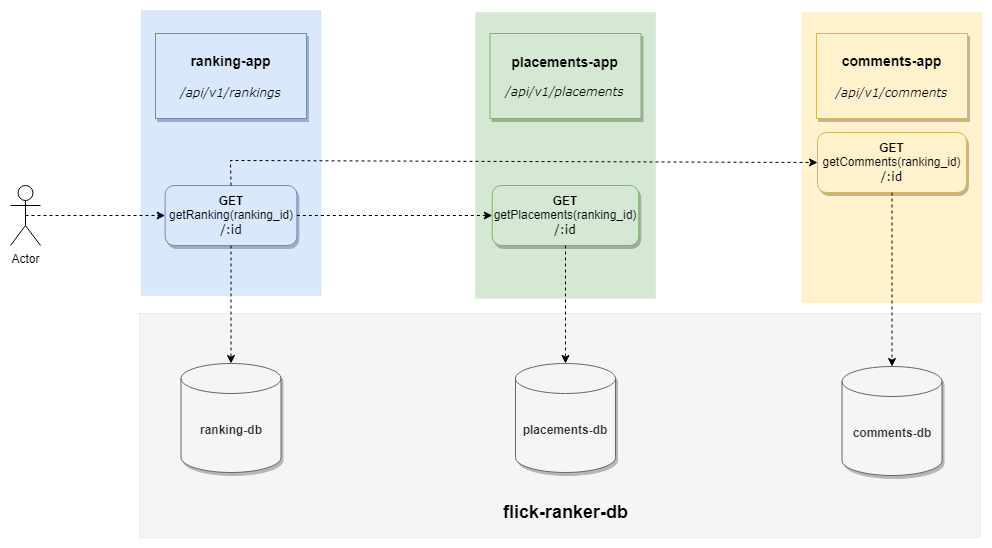 ranking-app
/api/v1/rankings
placements-app
/api/v1/placements
comments-app
/api/v1/comments
GET
getComments(ranking_id)
/:id
GET
getRanking(ranking_id)
/:id
GET
getPlacements(ranking_id)
/:id
Actor
ranking-db
placements-db
comments-db
flick-ranker-db